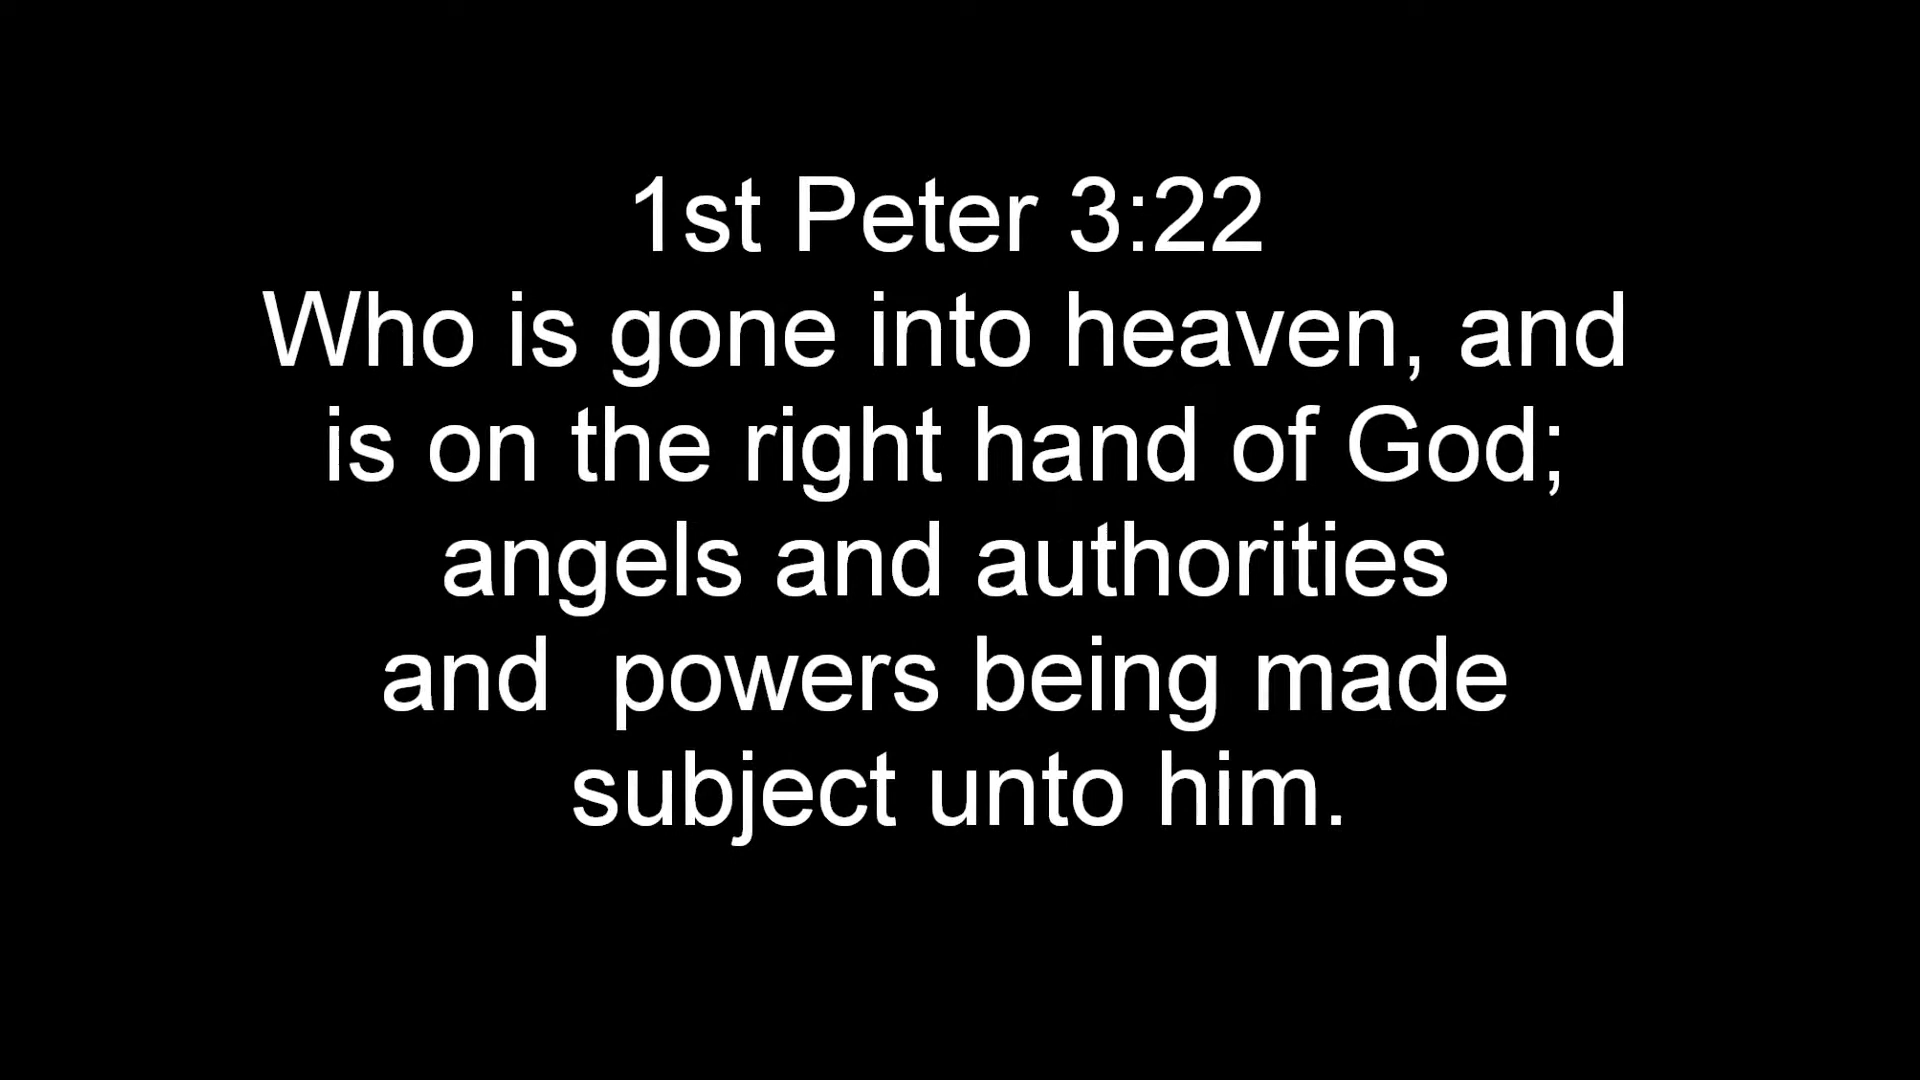 1st Peter 3:22
Who is gone into heaven, and
is on the right hand of God;
angels and authorities
and  powers being made
subject unto him.